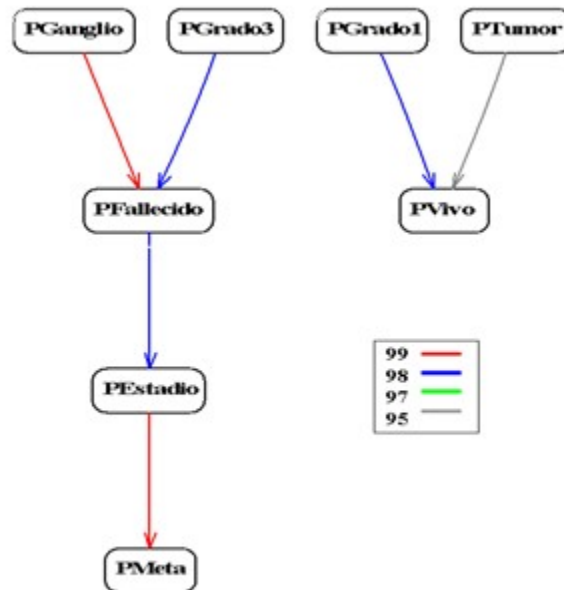 PGanglio PGrado3 PGrado1 PTumor
PFallecido PVivo
99
98
PEstadio 97
95
PMeta